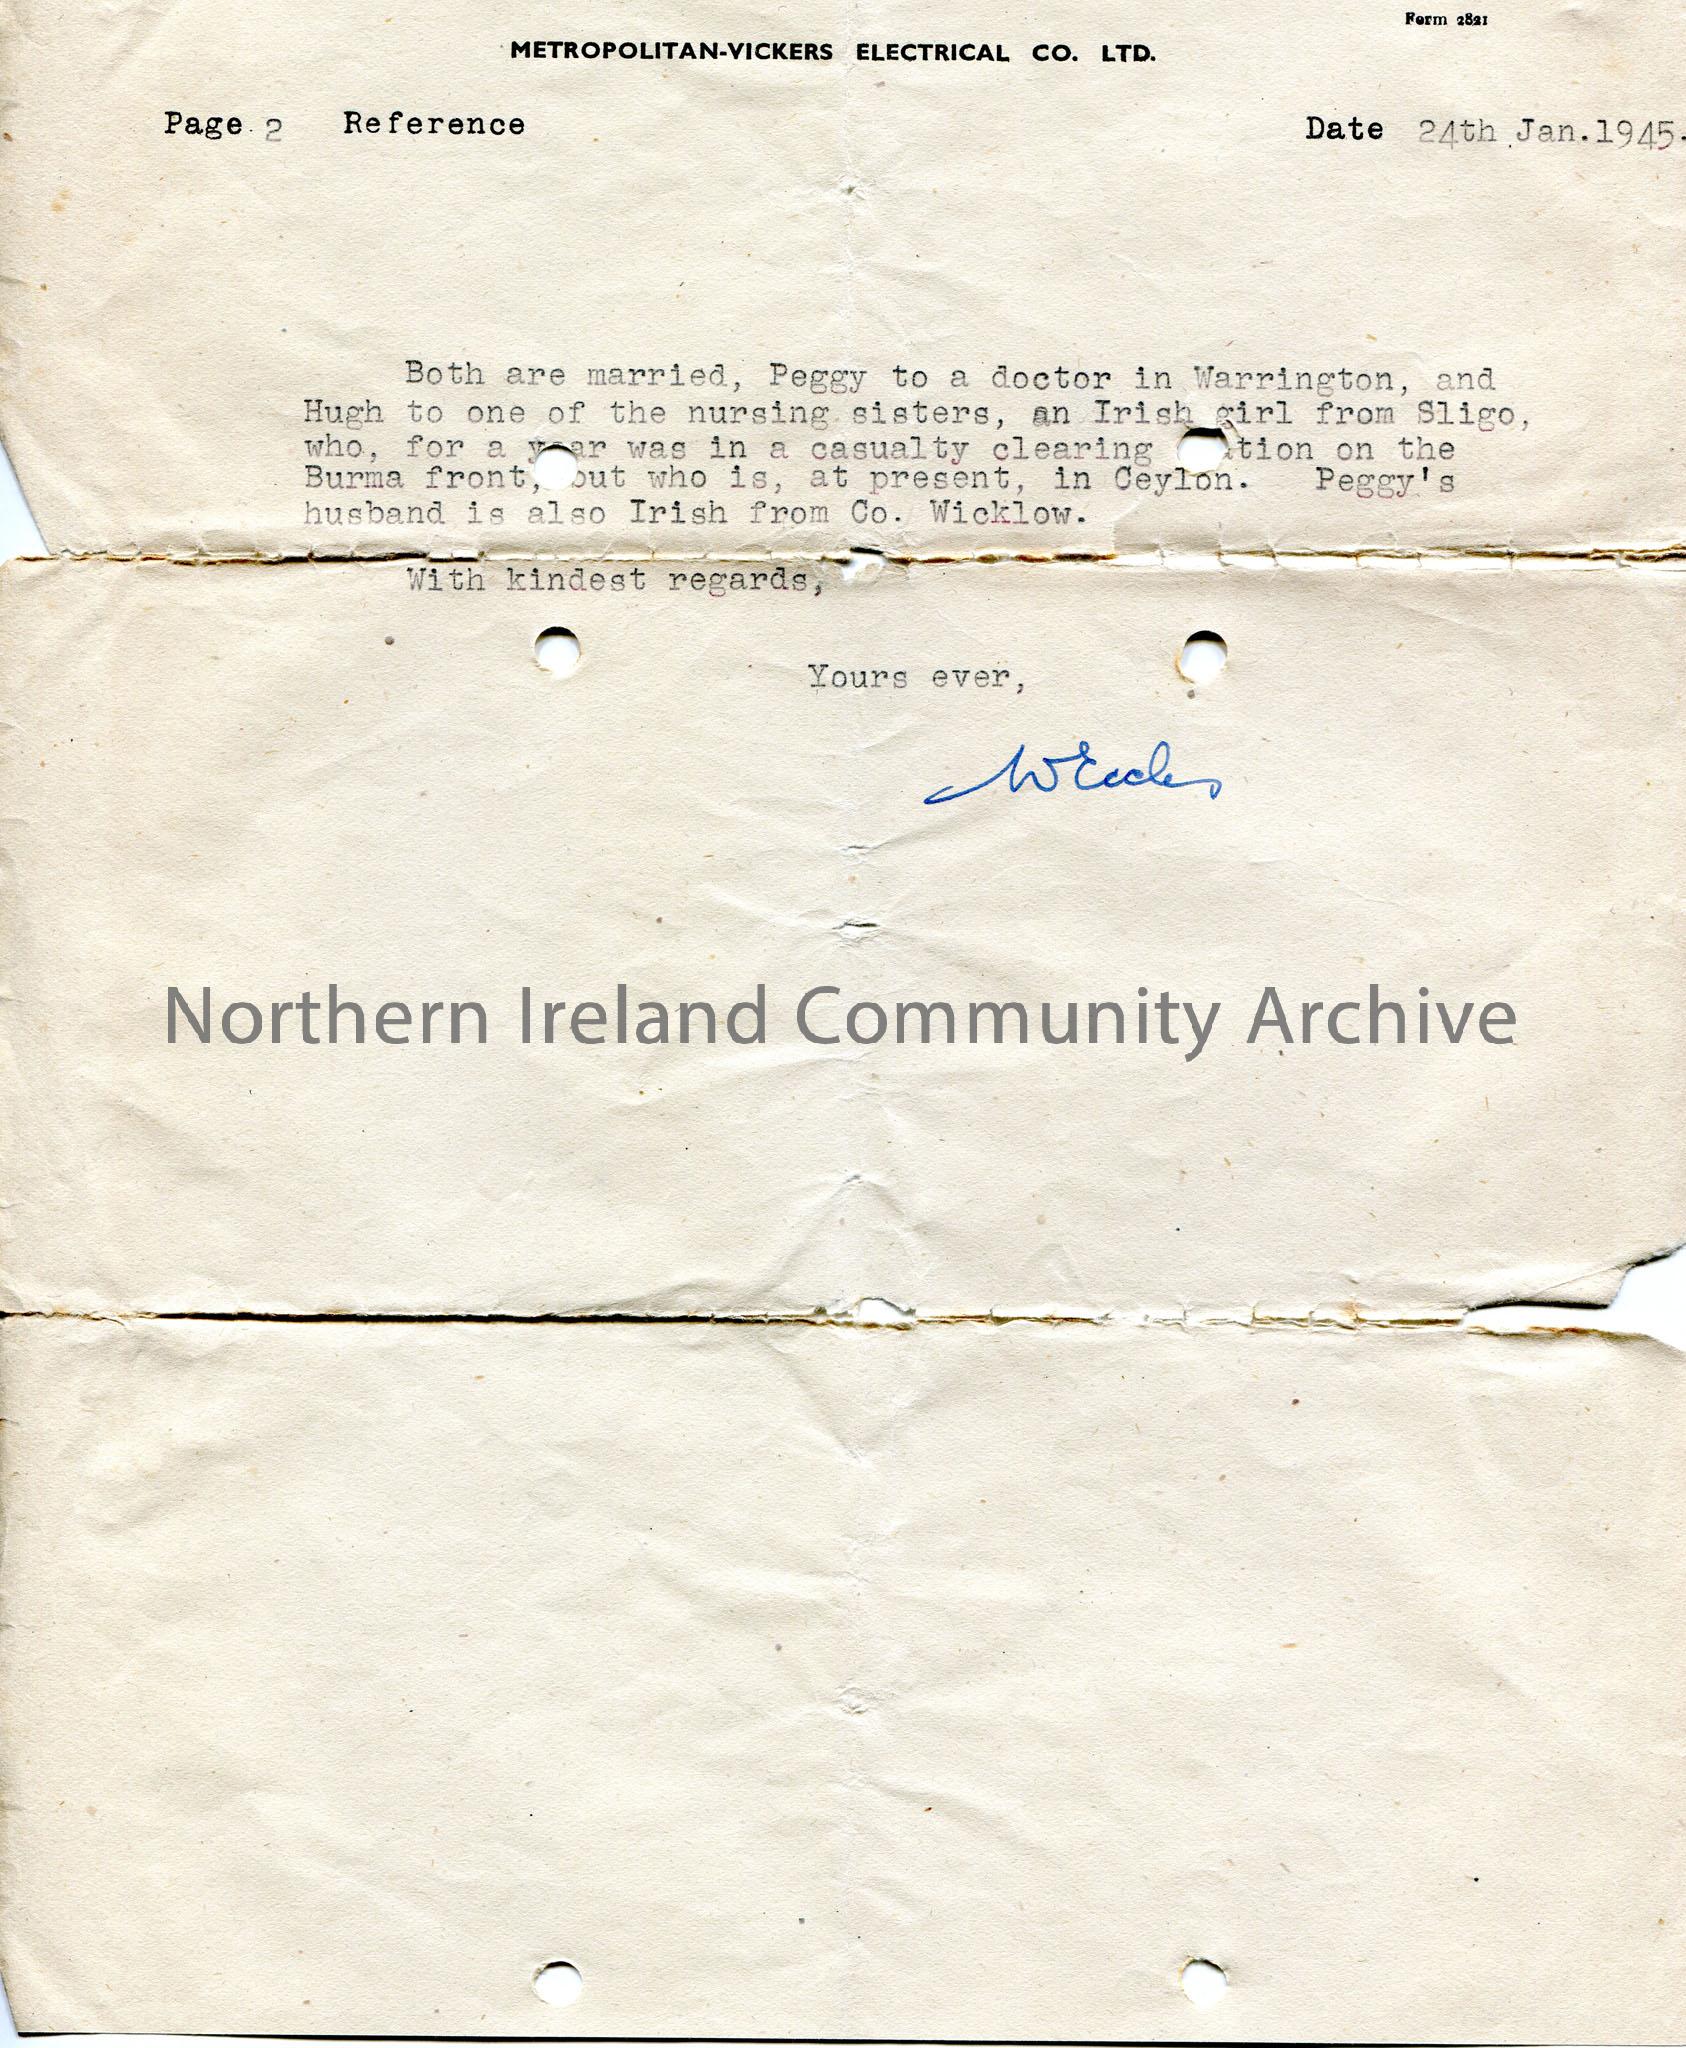 Form 2821
METROPOLITAN-VICKERS ELECTRICAL CO. LTD.
Page 2 Reference Date 24th Jan.1945.
Both are married, Peggy to a doctor in Warrington, and
Hugh to one of the nursing sisters, an Irish girl from Sligo,
who, for a year was in a casualty clearing tation on the
Burma front, but who is, at present, in Ceylon. Peggy's
husband is also Irish from Co. Wicklow.
With kindest regards,
Yours ever,
WEccles
Northern Ireland Community Archive